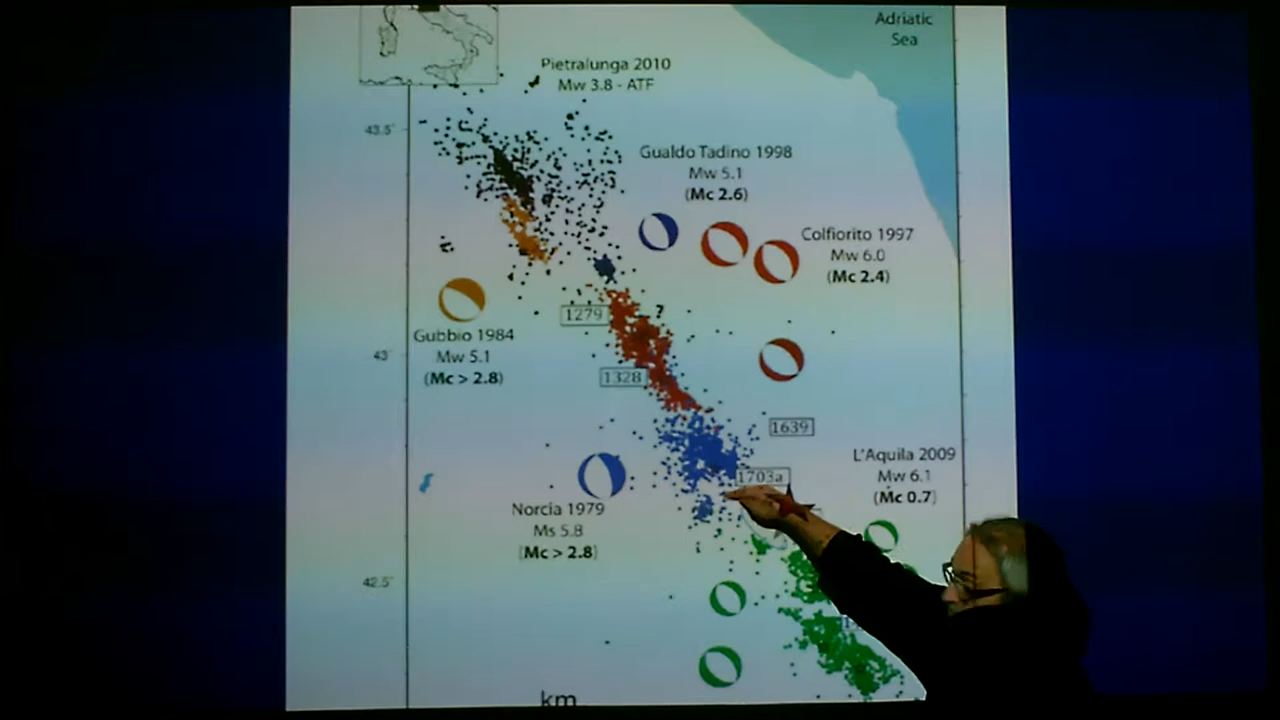 Adriatic
Sea
Pietralunga 2010
Mw 3.8 - ATF
43.5°
Gualdo Tadino 1998
Mw 5.1
(Mc 2.6)
Colfiorito 1997
Mw 6.0
(Mc 2.4)
1279
?
Gubbio 1984
Mw 5.1
(Mc > 2.8)
43°
1328
1639
L'Aquila 2009
Mw 6.1
(Mc 0.7)
1703a
Norcia 1979
Ms 5.8
(Mc > 2.8)
42.5°
km